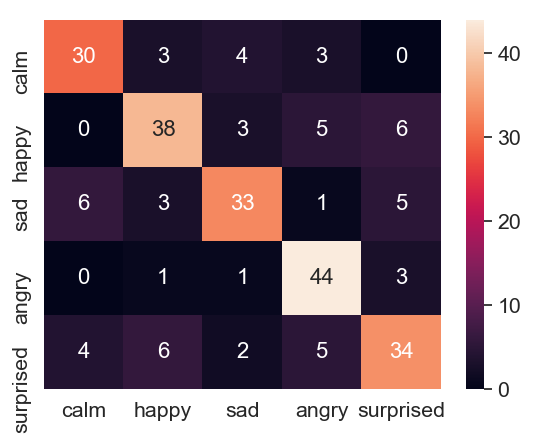 calm 30 3 4 3 0
happy 0 38 3 5 6
sad 6 3 33 1 5
angry 0 1 1 44 3
surprised 4 6 2 5 34
calm happy sad angry surprised
40
30
20
10
0